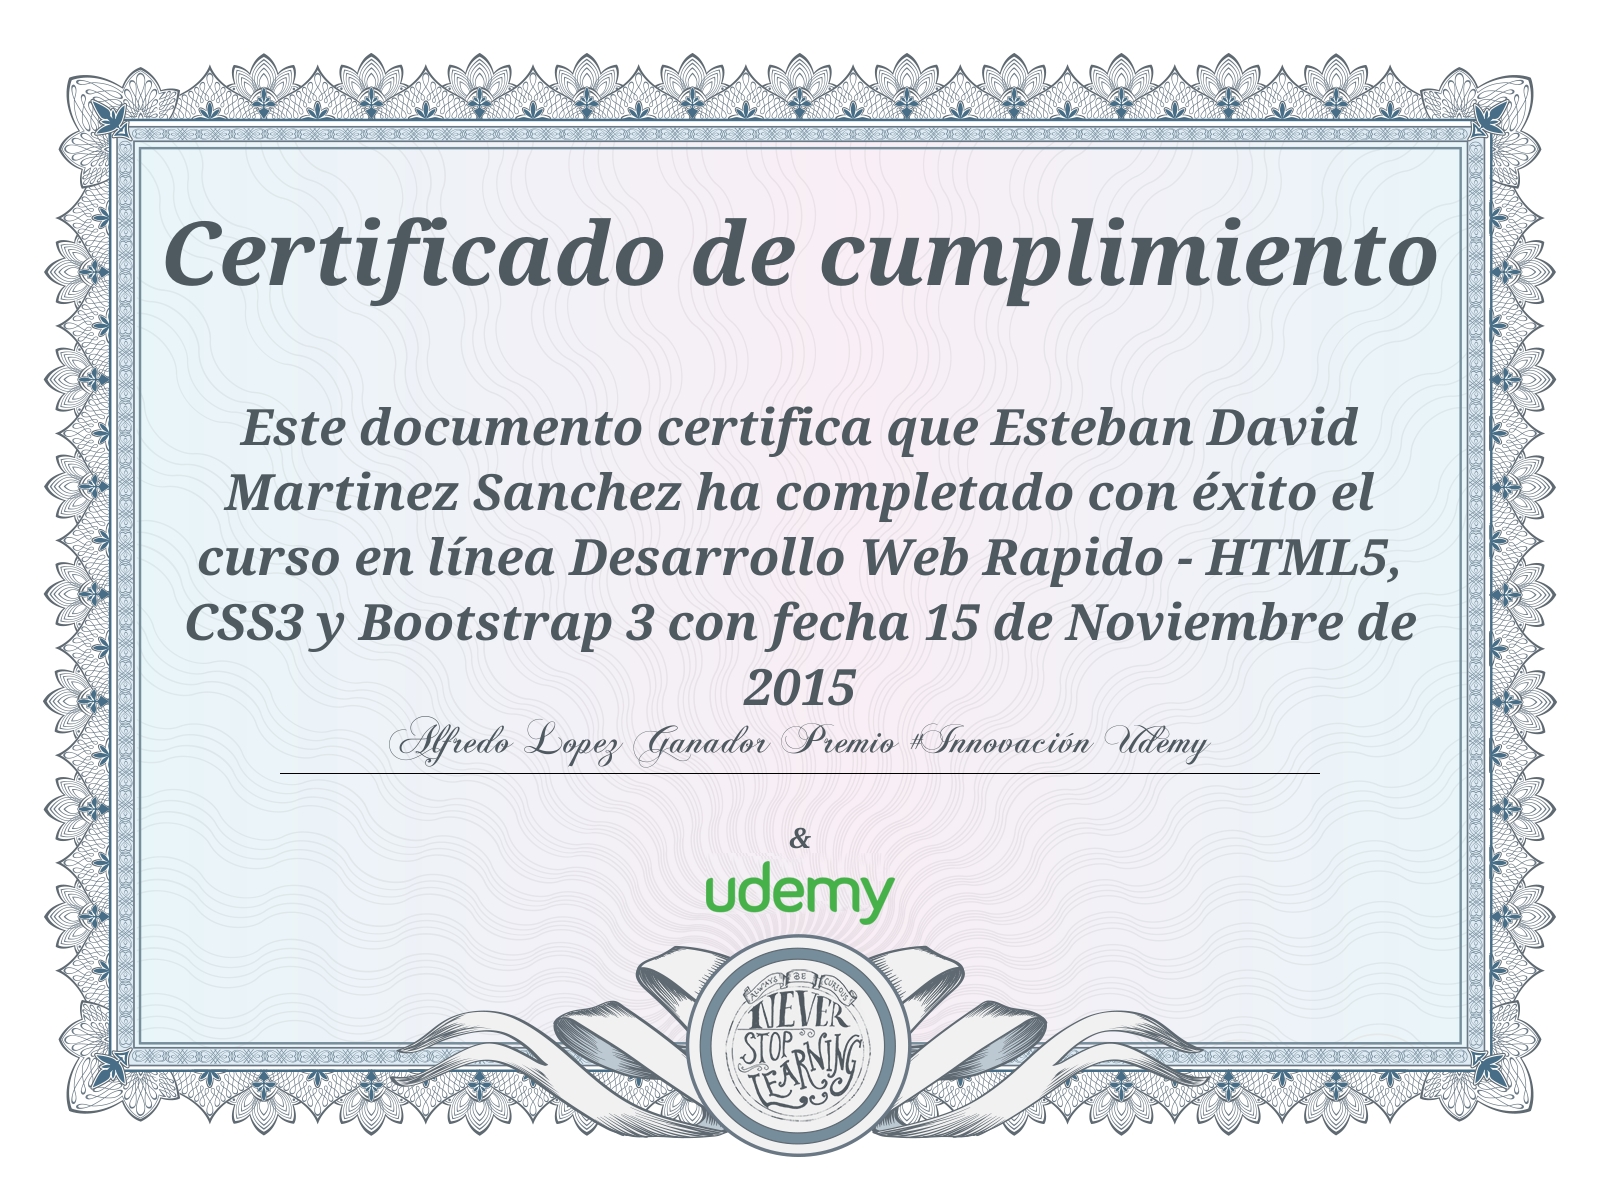 Certificado de cumplimiento
Este documento certifica que Esteban David
Martinez Sanchez ha completado con éxito el
curso en línea Desarrollo Web Rapido - HTML5,
CSS3 y Bootstrap 3 con fecha 15 de Noviembre de
2015
Alfredo Lopez Ganador Premio #Innovación Udemy
&
udemy
ALWAYS BE CURIOUS
NEVER
STOP
LEARNING